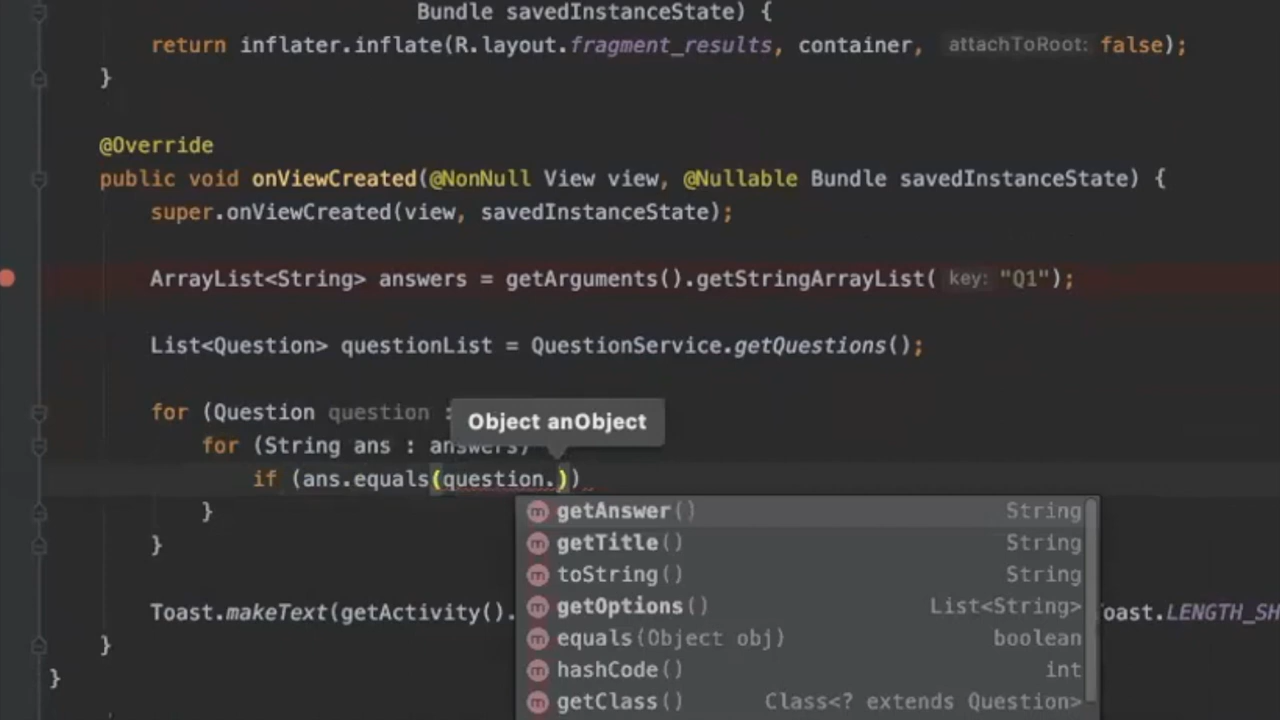 Bundle savedInstanceState) {
return inflater.inflate(R.layout.fragment_results, container, attachToRoot: false);
}
@Override
public void onViewCreated(@NonNull View view, @Nullable Bundle savedInstanceState) {
super.onViewCreated(view, savedInstanceState);
ArrayList<String> answers = getArguments().getStringArrayList( key: "Q1");
List<Question> questionList = QuestionService.getQuestions();
for (Question question :
Object anObject
for (String ans : answers)
if (ans.equals(question.))
}
}
getAnswer() String
getTitle() String
toString() String
getOptions() List<String>
equals(Object obj) boolean
hashCode() int
getClass() Class<? extends Question>
Toast.makeText(getActivity(). Toast.LENGTH_SH
}
}